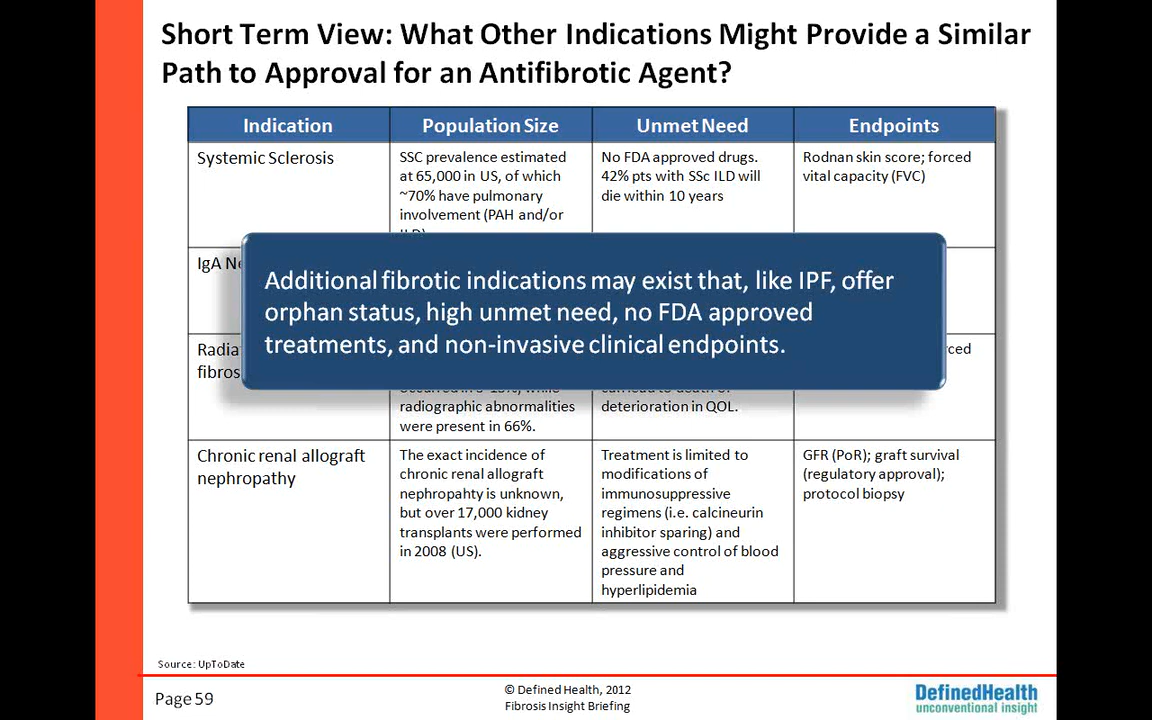 Short Term View: What Other Indications Might Provide a Similar
Path to Approval for an Antifibrotic Agent?
Indication
Population Size
Unmet Need
Endpoints
Systemic Sclerosis
SSC prevalence estimated
at 65,000 in US, of which
~70% have pulmonary
involvement (PAH and/or
No FDA approved drugs.
42% pts with SSc ILD will
die within 10 years
Rodnan skin score; forced
vital capacity (FVC)
IgA
Additional fibrotic indications may exist that, like IPF, offer
orphan status, high unmet need, no FDA approved
treatments, and non-invasive clinical endpoints.
radiographic abnormalities
were present in 66%.
deterioration in QOL.
Chronic renal allograft
nephropathy
The exact incidence of
chronic renal allograft
nephropahty is unknown,
but over 17,000 kidney
transplants were performed
in 2008 (US).
Treatment is limited to
modifications of
immunosuppressive
regimens (i.e. calcineurin
inhibitor sparing) and
aggressive control of blood
pressure and
hyperlipidemia
GFR (PoR); graft survival
(regulatory approval);
protocol biopsy
Source: UpToDate
Page 59
© Defined Health, 2012
Fibrosis Insight Briefing
DefinedHealth
unconventional insight